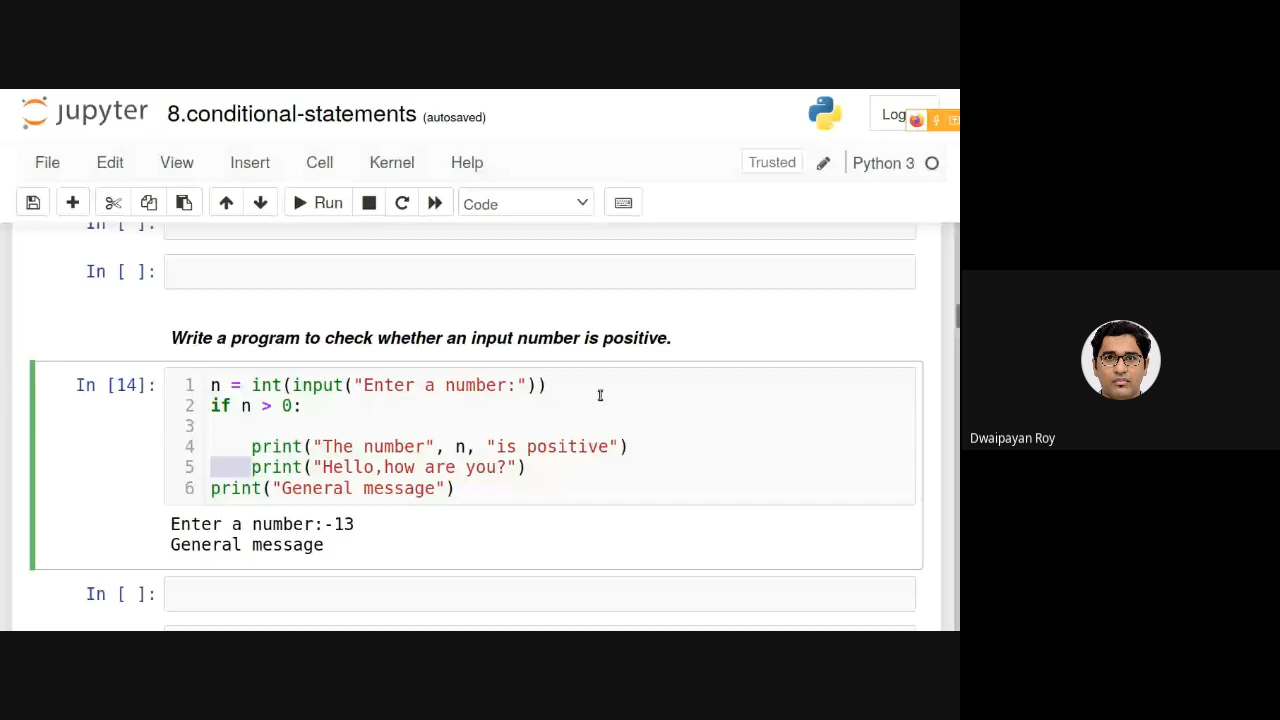 jupyter 8.conditional-statements (autosaved) Log
File Edit View Insert Cell Kernel Help Trusted Python 3
Run Code
In [ ]:
In [ ]:
Write a program to check whether an input number is positive.
In [14]: 1 n = int(input("Enter a number:"))
2 if n > 0:
3
4 print("The number", n, "is positive")
5 print("Hello,how are you?")
6 print("General message")
Enter a number:-13
General message
In [ ]:
Dwaipayan Roy